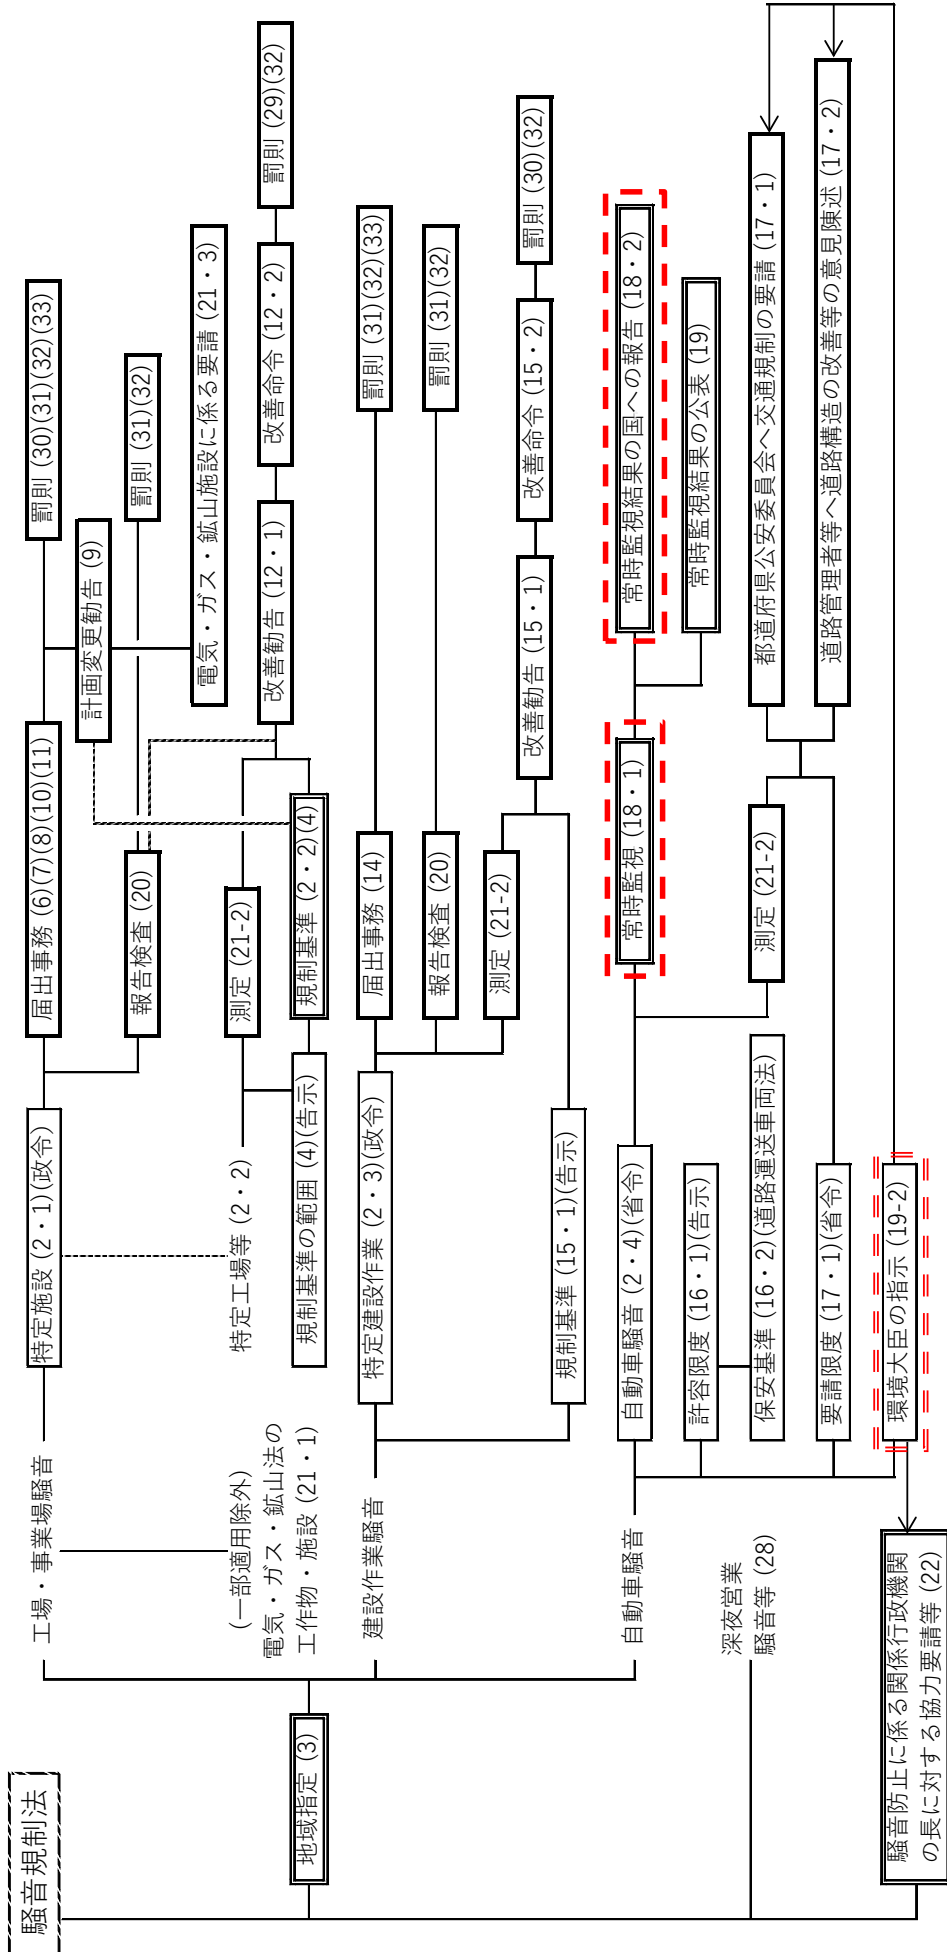 騒音規制法
地域指定 (3)
工場・事業場騒音
(一部適用除外)
電気・ガス・鉱山法の
工作物・施設 (21・1)
特定施設 (2・1)(政令)
届出事務 (6)(7)(8)(10)(11)
罰則 (30)(31)(32)(33)
計画変更勧告 (9)
報告検査 (20)
罰則 (31)(32)
電気・ガス・鉱山施設に係る要請 (21・3)
特定工場等 (2・2)
測定 (21-2)
規制基準の範囲 (4)(告示)
規制基準 (2・2)(4)
改善勧告 (12・1)
改善命令 (12・2)
罰則 (29)(32)
建設作業騒音
特定建設作業 (2・3)(政令)
届出事務 (14)
罰則 (31)(32)(33)
報告検査 (20)
罰則 (31)(32)
測定 (21-2)
規制基準 (15・1)(告示)
改善勧告 (15・1)
改善命令 (15・2)
罰則 (30)(32)
自動車騒音
自動車騒音 (2・4)(省令)
常時監視 (18・1)
常時監視結果の国への報告 (18・2)
常時監視結果の公表 (19)
許容限度 (16・1)(告示)
保安基準 (16・2)(道路運送車両法)
測定 (21-2)
要請限度 (17・1)(省令)
都道府県公安委員会へ交通規制の要請 (17・1)
道路管理者等へ道路構造の改善等の意見陳述 (17・2)
環境大臣の指示 (19-2)
深夜営業
騒音等 (28)
騒音防止に係る関係行政機関
の長に対する協力要請等 (22)